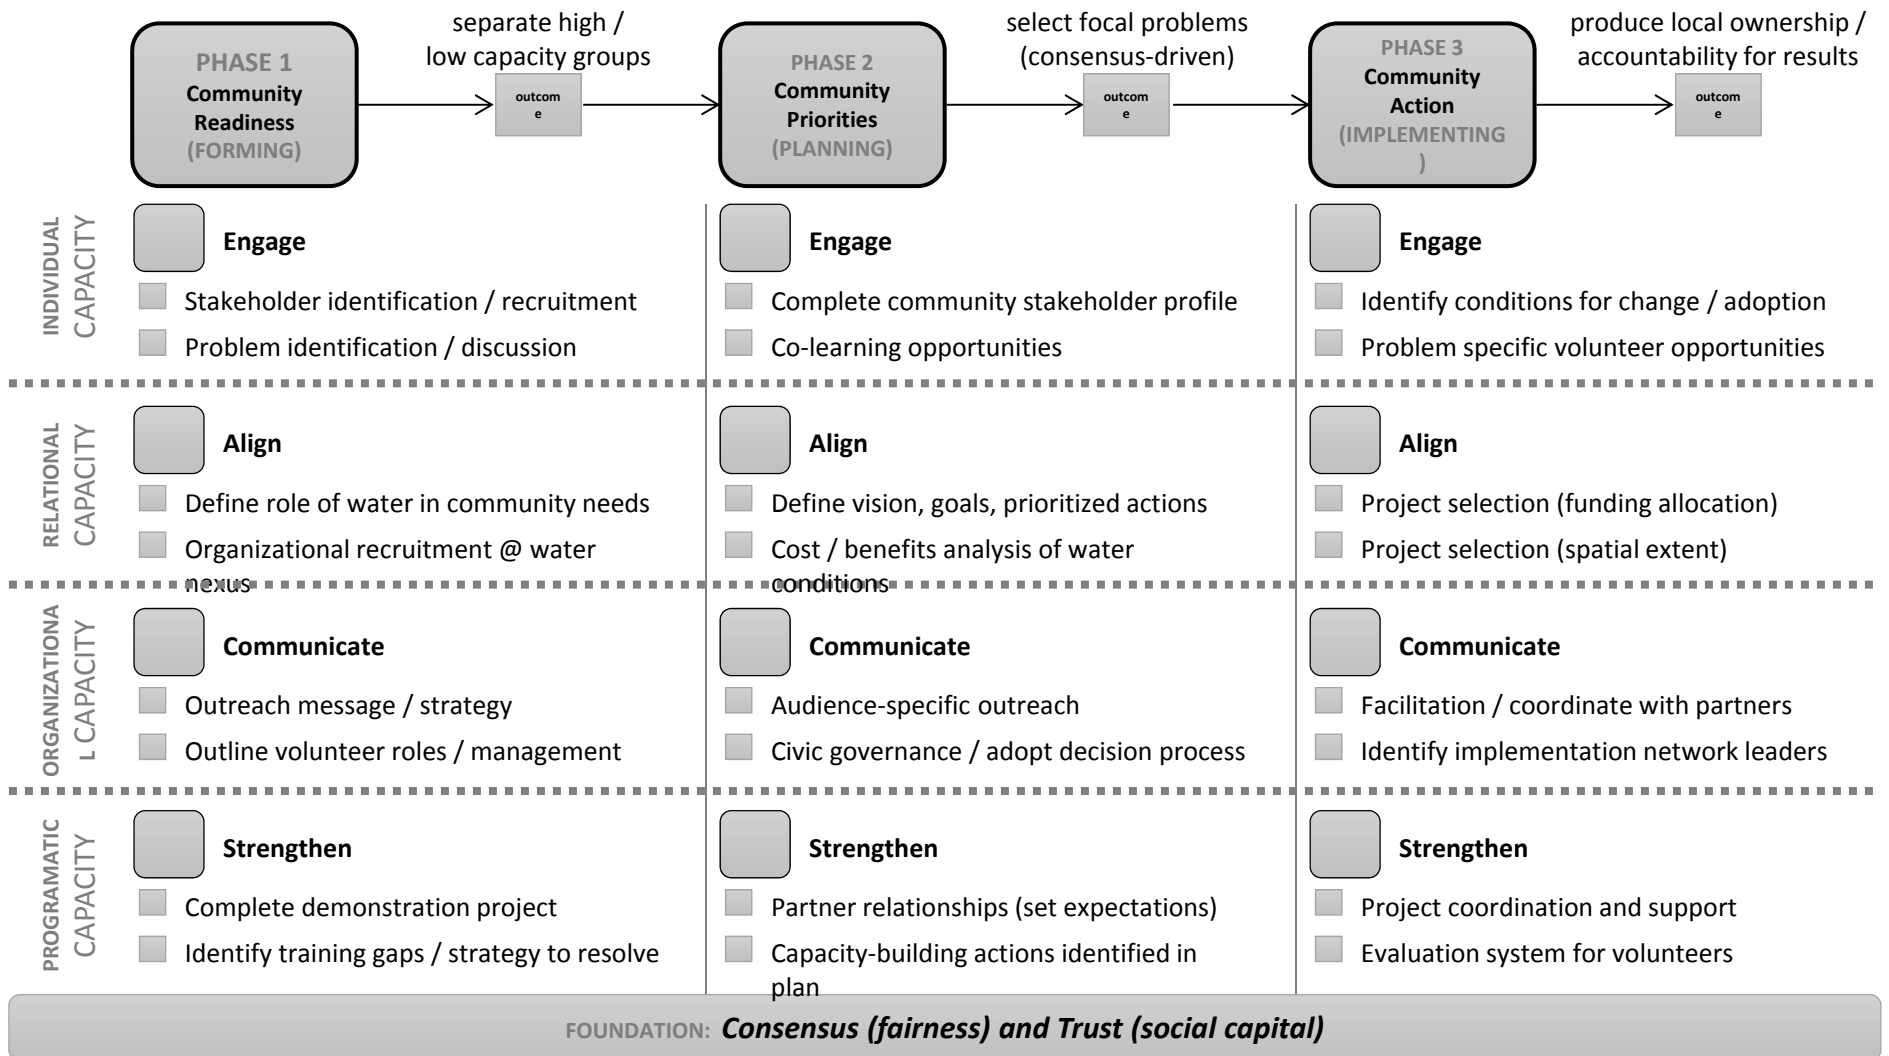 separate high /
low capacity groups
select focal problems
(consensus-driven)
produce local ownership /
accountability for results
PHASE 1
Community
Readiness
(FORMING)
outcom
e
PHASE 2
Community
Priorities
(PLANNING)
outcom
e
PHASE 3
Community
Action
(IMPLEMENTING
)
outcom
e
INDIVIDUAL
CAPACITY
Engage
Stakeholder identification / recruitment
Problem identification / discussion
Engage
Complete community stakeholder profile
Co-learning opportunities
Engage
Identify conditions for change / adoption
Problem specific volunteer opportunities
RELATIONAL
CAPACITY
Align
Define role of water in community needs
Organizational recruitment @ water
nexus
Align
Define vision, goals, prioritized actions
Cost / benefits analysis of water
conditions
Align
Project selection (funding allocation)
Project selection (spatial extent)
ORGANIZATIONA
L CAPACITY
Communicate
Outreach message / strategy
Outline volunteer roles / management
Communicate
Audience-specific outreach
Civic governance / adopt decision process
Communicate
Facilitation / coordinate with partners
Identify implementation network leaders
PROGRAMATIC
CAPACITY
Strengthen
Complete demonstration project
Identify training gaps / strategy to resolve
Strengthen
Partner relationships (set expectations)
Capacity-building actions identified in
plan
Strengthen
Project coordination and support
Evaluation system for volunteers
FOUNDATION: Consensus (fairness) and Trust (social capital)